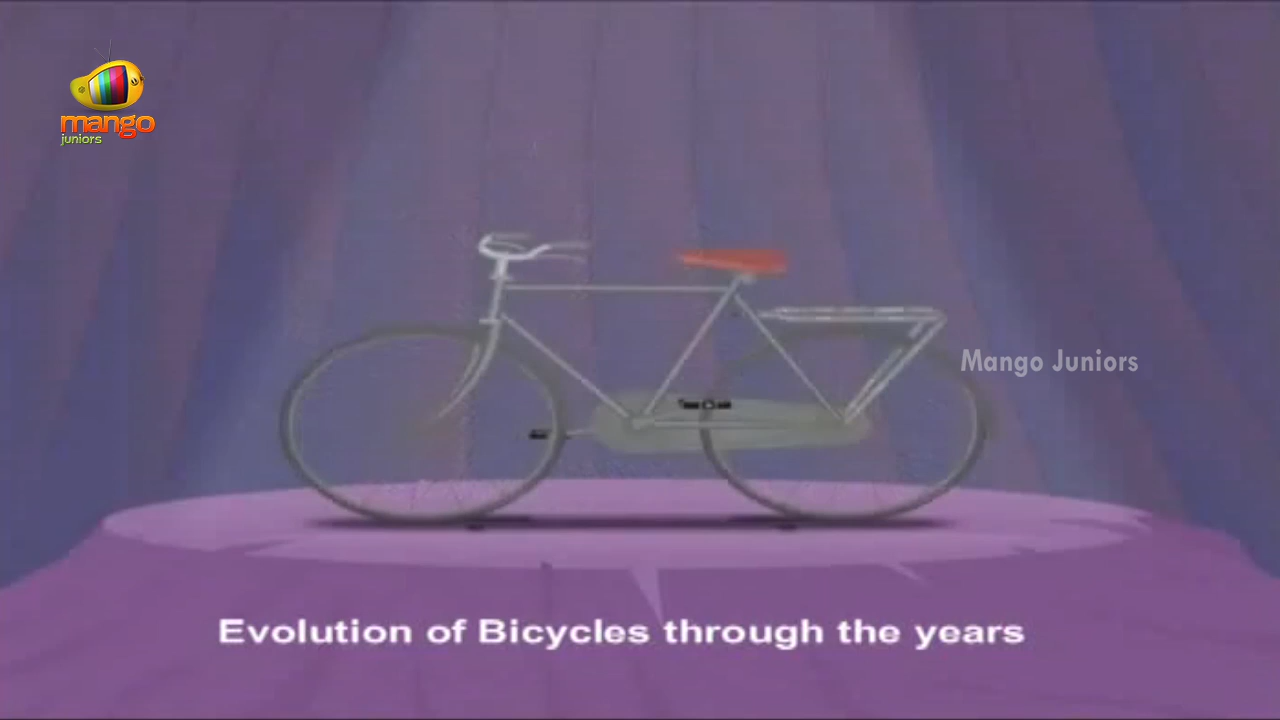 mango
juniors
Mango Juniors
Evolution of Bicycles through the years